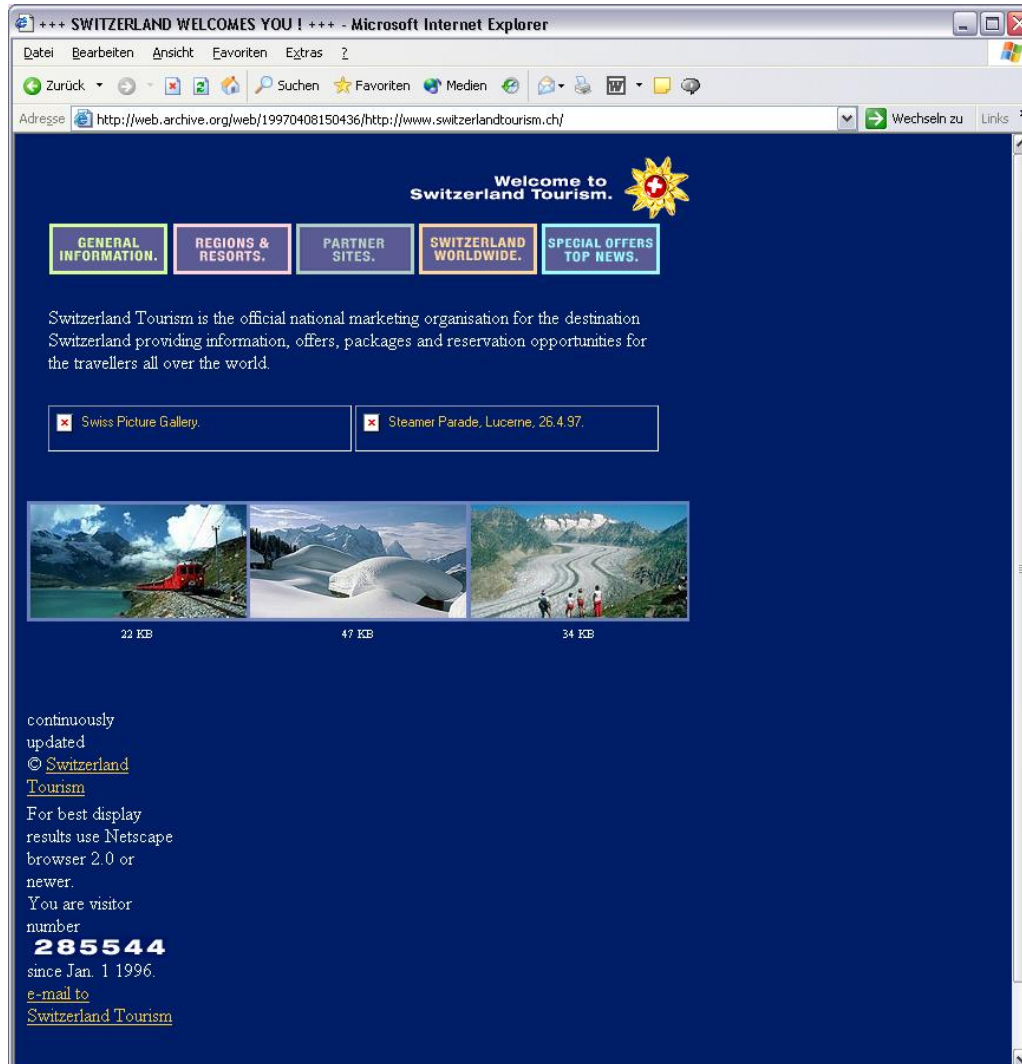 +++ SWITZERLAND WELCOMES YOU ! +++ - Microsoft Internet Explorer
Datei Bearbeiten Ansicht Favoriten Extras ?
Zurück Suchen Favoriten Medien
Adresse http://web.archive.org/web/19970408150436/http://www.switzerlandtourism.ch/ Wechseln zu Links
Welcome to
Switzerland Tourism.
GENERAL INFORMATION. REGIONS & RESORTS. PARTNER SITES. SWITZERLAND WORLDWIDE. SPECIAL OFFERS TOP NEWS.
Switzerland Tourism is the official national marketing organisation for the destination
Switzerland providing information, offers, packages and reservation opportunities for
the travellers all over the world.
Swiss Picture Gallery. Steamer Parade, Lucerne, 26.4.97.
22 KB 47 KB 34 KB
continuously
updated
© Switzerland
Tourism
For best display
results use Netscape
browser 2.0 or
newer.
You are visitor
number
285544
since Jan. 1 1996.
e-mail to
Switzerland Tourism